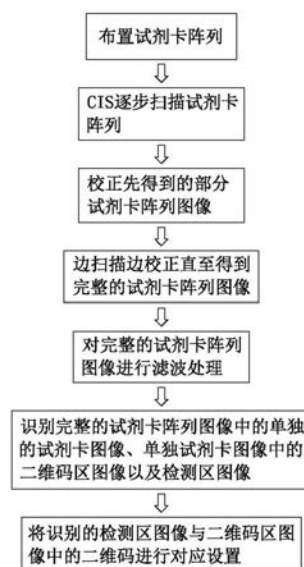 布置试剂卡阵列
CIS逐步扫描试剂卡
阵列
校正先得到的部分
试剂卡阵列图像
边扫描边校正直至得到
完整的试剂卡阵列图像
对完整的试剂卡阵列
图像进行滤波处理
识别完整的试剂卡阵图像中的单独
的试剂卡图像、单独试剂卡图像中的
二维码区图像以及检测区图像
将识别的检测区图像与二维码区图
像中的二维码进行对应设置